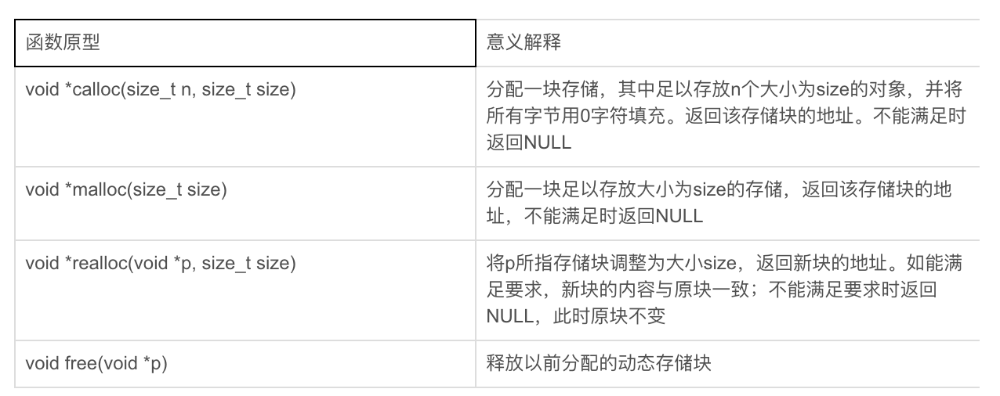 函数原型
意义解释
void *calloc(size_t n, size_t size)
分配一块存储，其中足以存放n个大小为size的对象，并将
所有字节用0字符填充。返回该存储块的地址。不能满足时
返回NULL
void *malloc(size_t size)
分配一块足以存放大小为size的存储，返回该存储块的地
址，不能满足时返回NULL
void *realloc(void *p, size_t size)
将p所指存储块调整为大小size，返回新块的地址。如能满
足要求，新块的内容与原块一致；不能满足要求时返回
NULL，此时原块不变
void free(void *p)
释放以前分配的动态存储块